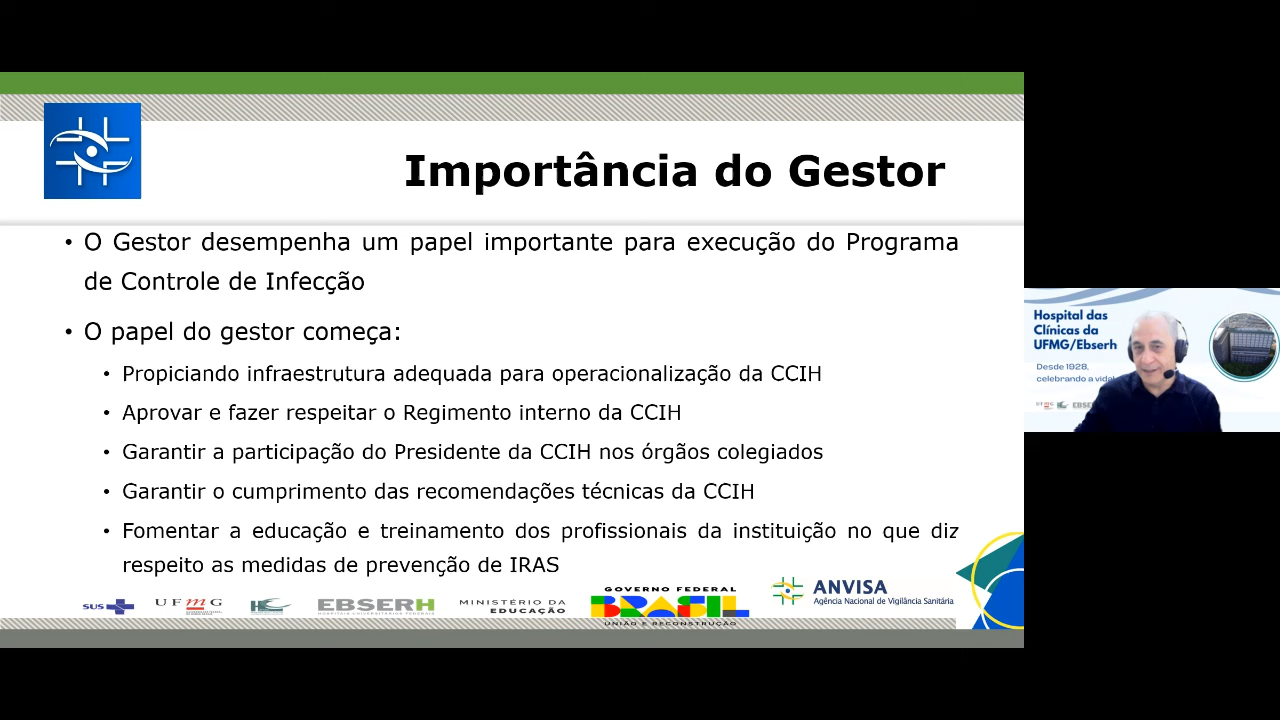 Importância do Gestor
• O Gestor desempenha um papel importante para execução do Programa
de Controle de Infecção
• O papel do gestor começa:
• Propiciando infraestrutura adequada para operacionalização da CCIH
• Aprovar e fazer respeitar o Regimento interno da CCIH
• Garantir a participação do Presidente da CCIH nos órgãos colegiados
• Garantir o cumprimento das recomendações técnicas da CCIH
• Fomentar a educação e treinamento dos profissionais da instituição no que diz
respeito as medidas de prevenção de IRAS
SUS
UFMG
HC
EBSERH
HOSPITAIS UNIVERSITÁRIOS FEDERAIS
MINISTÉRIO DA
EDUCAÇÃO
GOVERNO FEDERAL
BRASIL
UNIÃO E RECONSTRUÇÃO
ANVISA
Agência Nacional de Vigilância Sanitária
Hospital das
Clínicas da
UFMG/Ebserh
Desde 1928,
celebrando a vida
UFMG
EBSER